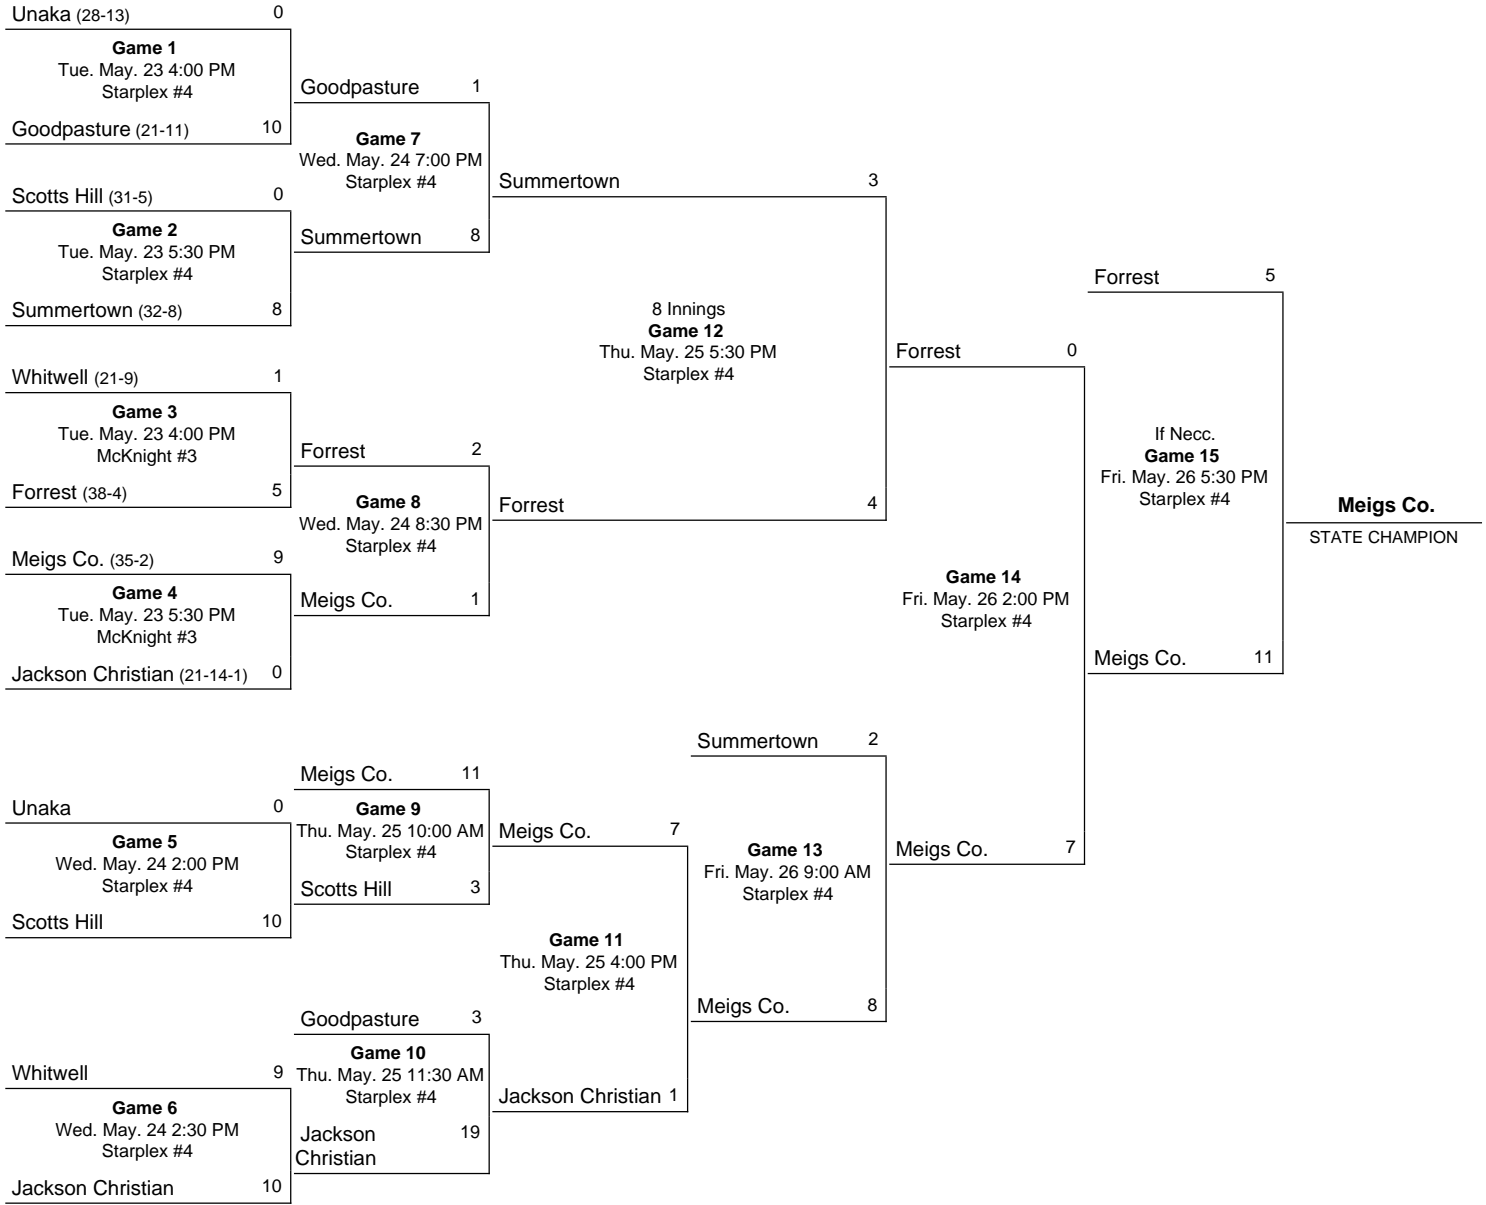 Unaka (28-13) 0
Game 1
Tue. May. 23 4:00 PM
Starplex #4
Goodpasture (21-11) 10
Scotts Hill (31-5) 0
Game 2
Tue. May. 23 5:30 PM
Starplex #4
Summertown (32-8) 8
Whitwell (21-9) 1
Game 3
Tue. May. 23 4:00 PM
McKnight #3
Forrest (38-4) 5
Meigs Co. (35-2) 9
Game 4
Tue. May. 23 5:30 PM
McKnight #3
Jackson Christian (21-14-1) 0
Unaka 0
Game 5
Wed. May. 24 2:00 PM
Starplex #4
Scotts Hill 10
Whitwell 9
Game 6
Wed. May. 24 2:30 PM
Starplex #4
Jackson Christian 10
Goodpasture 1
Game 7
Wed. May. 24 7:00 PM
Starplex #4
Summertown 8
Forrest 2
Game 8
Wed. May. 24 8:30 PM
Starplex #4
Meigs Co. 1
Meigs Co. 11
Game 9
Thu. May. 25 10:00 AM
Starplex #4
Scotts Hill 3
Goodpasture 3
Game 10
Thu. May. 25 11:30 AM
Starplex #4
Jackson 19
Christian
Summertown 3
8 Innings
Game 12
Thu. May. 25 5:30 PM
Starplex #4
Forrest 4
Meigs Co. 7
Game 11
Thu. May. 25 4:00 PM
Starplex #4
Jackson Christian 1
Summertown 2
Game 13
Fri. May. 26 9:00 AM
Starplex #4
Meigs Co. 8
Forrest 0
Game 14
Fri. May. 26 2:00 PM
Starplex #4
Meigs Co. 7
Forrest 5
If Necc.
Game 15
Fri. May. 26 5:30 PM
Starplex #4
Meigs Co. 11
Meigs Co.
STATE CHAMPION